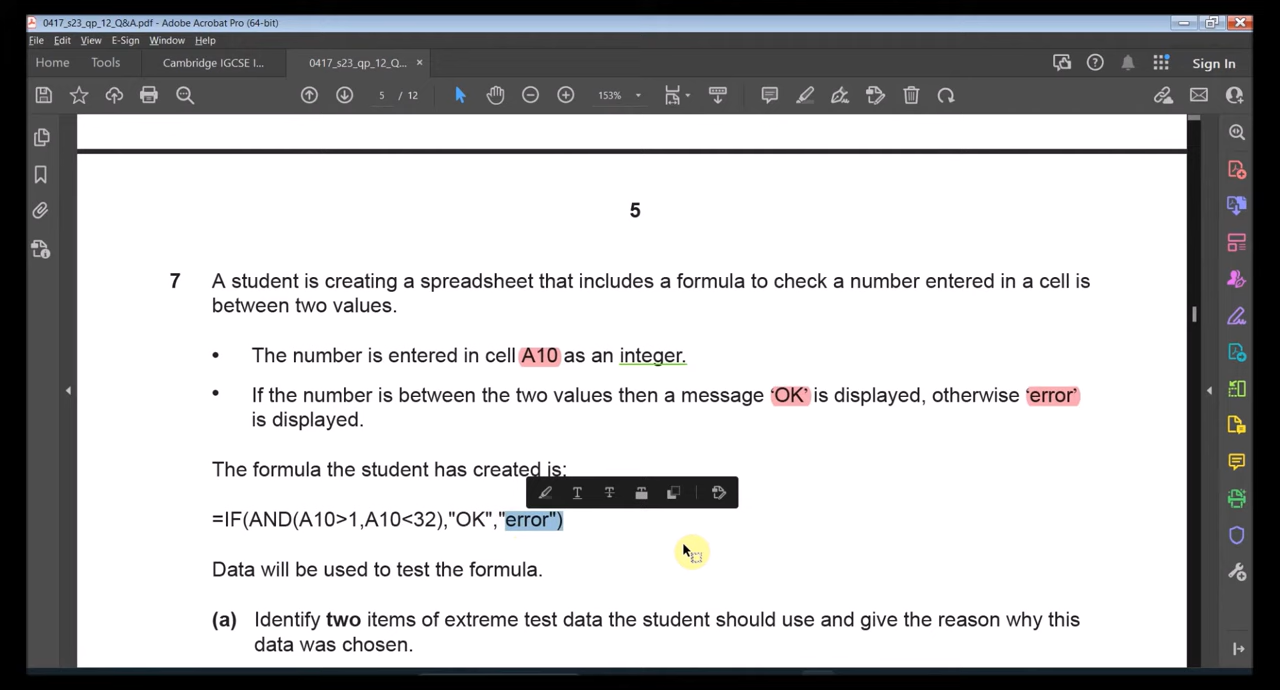 0417_s23_qp_12_Q&A.pdf - Adobe Acrobat Pro (64-bit)
File Edit View E-Sign Window Help
Home Tools Cambridge IGCSE I... 0417_s23_qp_12_Q... × Sign In
5 / 12 153%
5
7 A student is creating a spreadsheet that includes a formula to check a number entered in a cell is
between two values.
• The number is entered in cell A10 as an integer.
• If the number is between the two values then a message ‘OK’ is displayed, otherwise ‘error’
is displayed.
The formula the student has created is:
=IF(AND(A10>1,A10<32),"OK","error")
Data will be used to test the formula.
(a) Identify two items of extreme test data the student should use and give the reason why this
data was chosen.